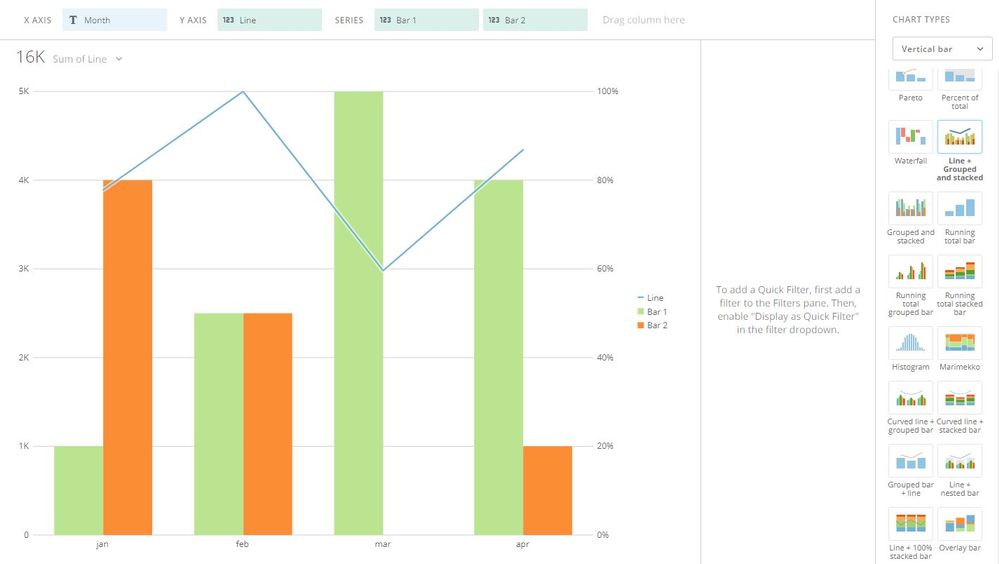 X AXIS T Month Y AXIS 123 Line SERIES 123 Bar 1 123 Bar 2 Drag column here
16K Sum of Line
5K
4K
3K
2K
1K
0
100%
80%
60%
40%
20%
0%
jan feb mar apr
Line
Bar 1
Bar 2
To add a Quick Filter, first add a
filter to the Filters pane. Then,
enable "Display as Quick Filter"
in the filter dropdown.
CHART TYPES
Vertical bar
Pareto
Percent of
total
Waterfall
Line +
Grouped
and stacked
Grouped and
stacked
Running
total bar
Running
total
grouped bar
Running
total stacked
bar
Histogram
Marimekko
Curved line +
grouped bar
Curved line +
stacked bar
Grouped bar
+ line
Line +
nested bar
Line + 100%
stacked bar
Overlay bar